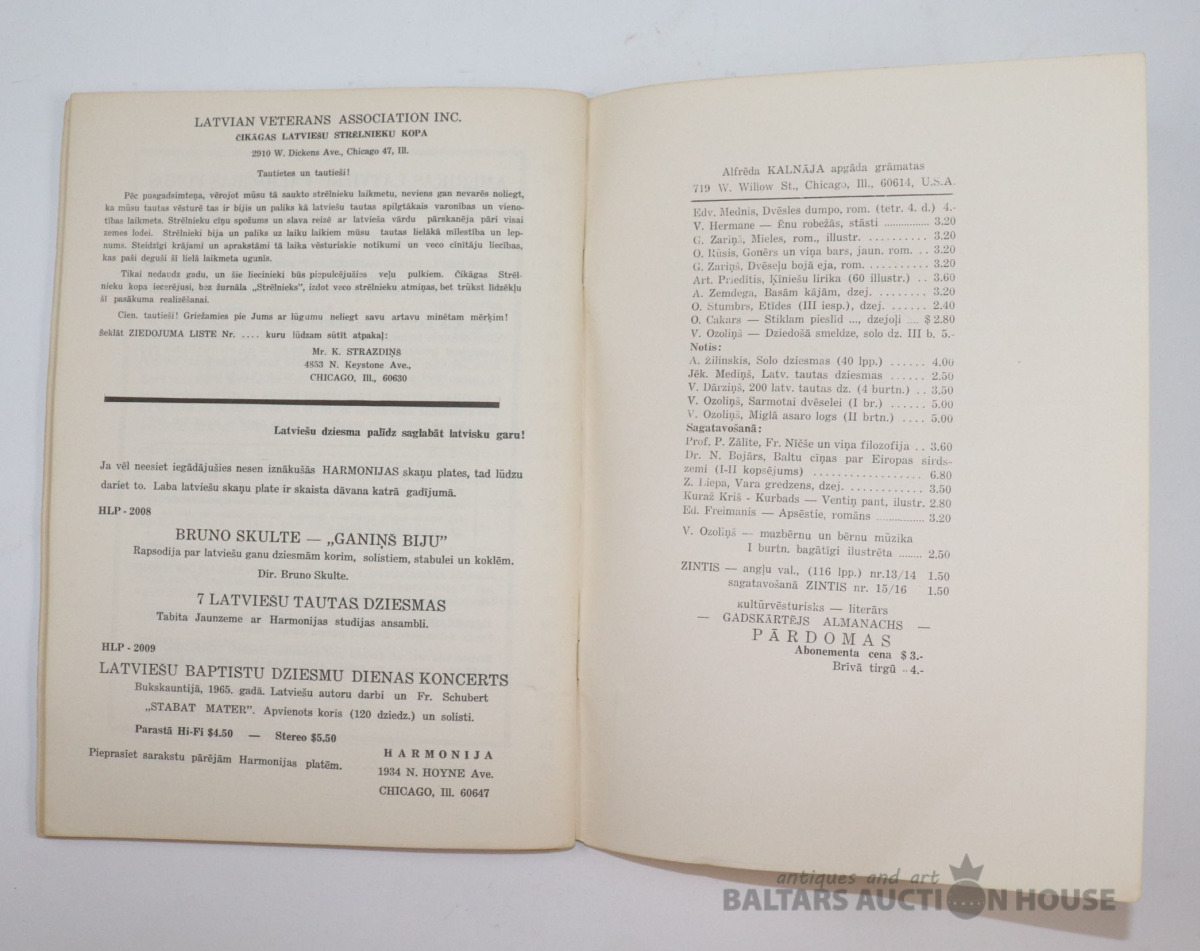 LATVIAN VETERANS ASSOCIATION INC.
ČIKĀGAS LATVIEŠU STRĒLNIEKU KOPA
2910 W. Dickens Ave., Chicago 47, Ill.
Tautietes un tautieši!
Pēc pusgadsimteņa, vērojot mūsu tā saukto strēlnieku laikmetu, neviens gan nevarēs noliegt,
ka mūsu tautas vēsturē tas ir bijis un paliks kā latviešu tautas spilgtākais varonības un vieno-
tības laikmets. Strēlnieku cīņu spožums un slava reizē ar latvieša vārdu pārskanēja pāri visai
zemes lodei. Strēlnieki bija un paliks uz laiku laikiem mūsu tautas lielākā mīlestība un lep-
nums. Steidzīgi krājami un aprakstāmi tā laika vēsturiskie notikumi un veco cīnītāju liecības,
kas paši deguši šī lielā laikmeta ugunīs.
Tikai nedaudz gadu, un šie liecinieki būs piepulcējušies veļu pulkiem. Čikāgas Strēl-
nieku kopa iecerējusi, bez žurnāla „Strēlnieks", izdot veco strēlnieku atmiņas, bet trūkst līdzekļu
šī pasākuma realizēšanai.
Cien. tautieši! Griežamies pie Jums ar lūgumu neliegt savu artavu minētam mērķim!
Šeklāt ZIEDOJUMA LISTE Nr. .... kuru lūdzam sūtīt atpakaļ:
Mr. K. STRAZDIŅŠ
4853 N. Keystone Ave.,
CHICAGO, Ill., 60630
Latviešu dziesma palīdz saglabāt latvisku garu!
Ja vēl neesiet iegādājušies nesen iznākušās HARMONIJAS skaņu plates, tad lūdzu
dariet to. Laba latviešu skaņu plate ir skaista dāvana katrā gadījumā.
HLP - 2008
BRUNO SKULTE — „GANIŅŠ BIJU"
Rapsodija par latviešu ganu dziesmām korim, solistiem, stabulei un koklēm.
Dir. Bruno Skulte.
7 LATVIEŠU TAUTAS DZIESMAS
Tabita Jaunzeme ar Harmonijas studijas ansambli.
HLP - 2009
LATVIEŠU BAPTISTU DZIESMU DIENAS KONCERTS
Bukskauntijā, 1965. gadā. Latviešu autoru darbi un Fr. Schubert
„STABAT MATER". Apvienots koris (120 dziedz.) un solisti.
Parastā Hi-Fi $4.50 — Stereo $5.50
Pieprasiet sarakstu pārējām Harmonijas platēm.
HARMONIJA
1934 N. HOYNE Ave.
CHICAGO, Ill. 60647
Alfrēda KALNĀJA apgāda grāmatas
719 W. Willow St., Chicago, Ill., 60614, U.S.A.
Edv. Mednis, Dvēsles dumpo, rom. (tetr. 4. d.) 4.-
V. Hermane — Ēnu robežās, stāsti ................ 3.20
G. Zariņš, Mieles, rom., illustr. .......... 3.20
O. Rūsis, Gonērs un viņa bars, jaun. rom. . . 3.20
G. Zariņš, Dvēseļu bojā eja, rom. .......... 3.20
Art. Prieditis, Ķīniešu lirika (60 illustr.) . . 3.60
A. Zemdega, Basām kājām, dzej. ........ 3.20
O. Stumbrs, Etīdes (III iesp.), dzej. ...... 2.40
O. Cakars — Stiklam pieslid ..., dzejoļi .... $ 2.80
V. Ozoliņš — Dziedošā smeldze, solo dz. III b. 5.-
Notis:
A. Žilinskis, Solo dziesmas (40 lpp.) ...... 4.00
Jēk. Mediņš, Latv. tautas dziesmas ...... 2.50
V. Dārziņš, 200 latv. tautas dz. (4 burtn.) . . 3.50
V. Ozoliņš, Sarmotai dvēselei (I br.) ...... 5.00
V. Ozoliņš, Miglā asaro logs (II brtn.) .... 5.00
Sagatavošanā:
Prof. P. Zālīte, Fr. Nīčše un viņa filozofija . . 3.60
Dr. N. Bojārs, Baltu cīņas par Eiropas sirds-
zemi (I-II kopsējums) ................ 6.80
Z. Liepa, Vara gredzens, dzej. ............ 3.50
Kuraž Kriš - Kurbads — Ventiņ pant, ilustr. 2.80
Ed. Freimanis — Apsēstie, romāns ................ 3.20
V. Ozoliņš — mazbērnu un bērnu mūzika
I burtn. bagātīgi ilustrēta ........ 2.50
ZINTIS — angļu val., (116 lpp.) nr.13/14 1.50
sagatavošanā ZINTIS nr. 15/16 1.50
kultūrvēsturisks — literārs
— GADSKĀRTĒJS ALMANACHS —
PĀRDOMAS
Abonementa cena $ 3.-
Brīvā tirgū .. 4.-
antiques and art
BALTARS AUCTION HOUSE